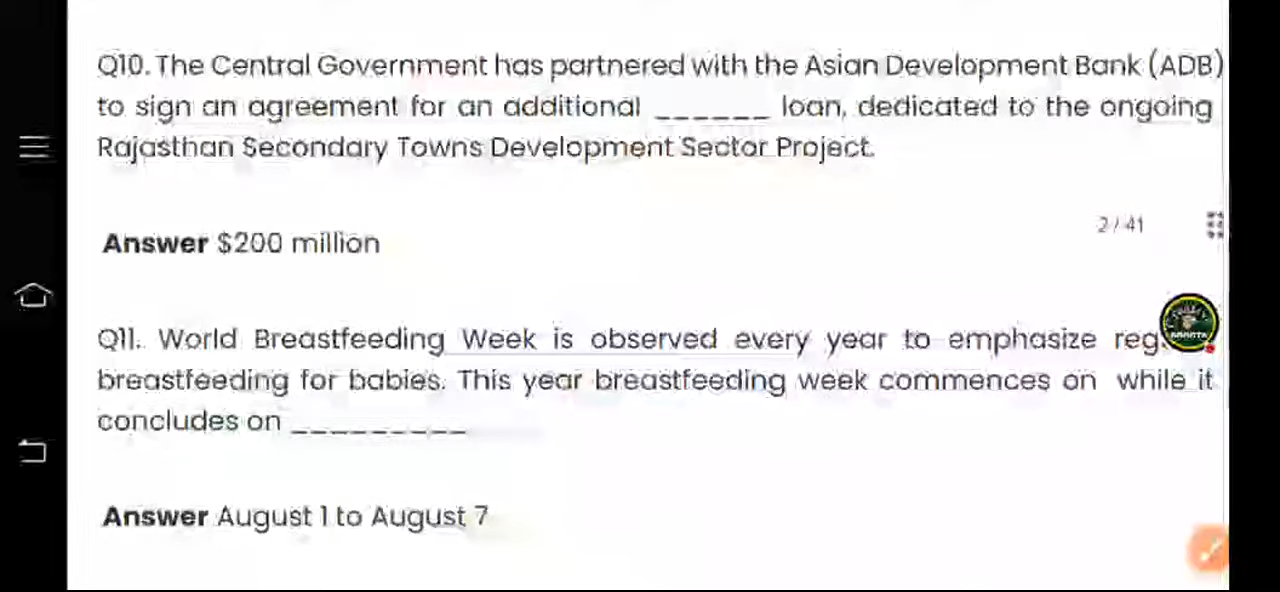 Q10. The Central Government has partnered with the Asian Development Bank (ADB)
to sign an agreement for an additional ______ loan, dedicated to the ongoing
Rajasthan Secondary Towns Development Sector Project.
Answer $200 million
2 / 41
Q11. World Breastfeeding Week is observed every year to emphasize
breastfeeding for babies. This year breastfeeding week commences on while it
concludes on _________
Answer August 1 to August 7